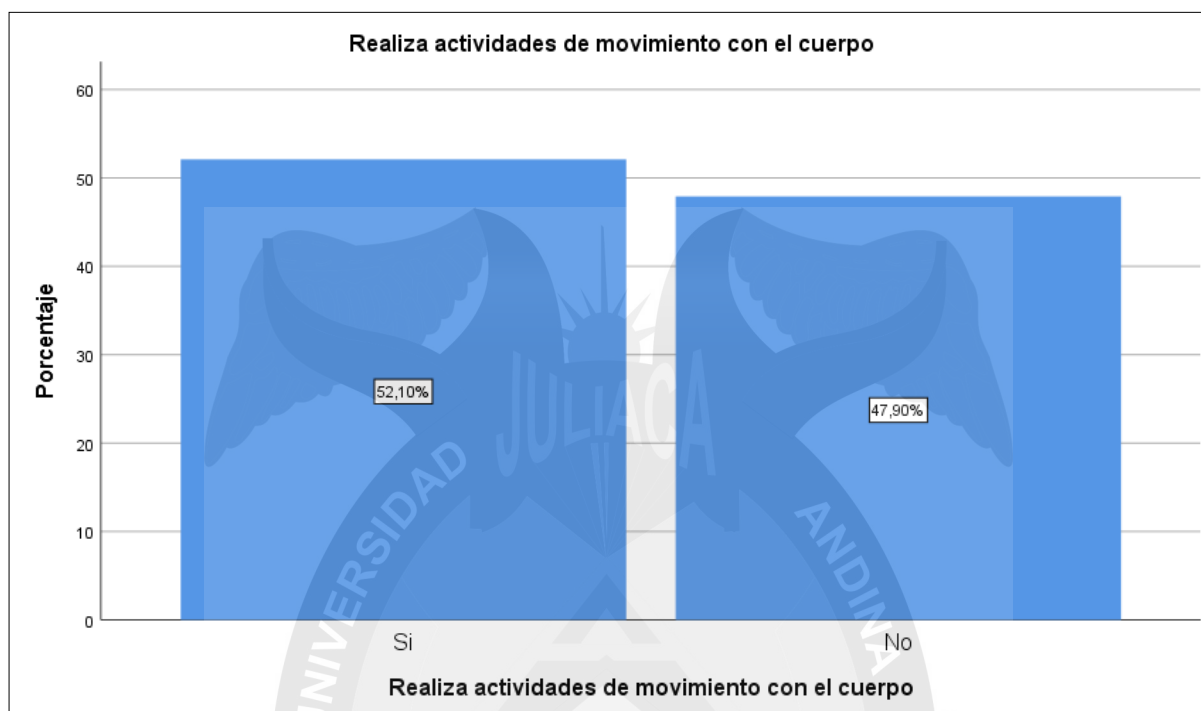 Realiza actividades de movimiento con el cuerpo
Porcentaje
60
50
40
30
20
10
0
52,10%
47,90%
Si
No
Realiza actividades de movimiento con el cuerpo
UNIVERSIDAD
ANDINA
JULIACA